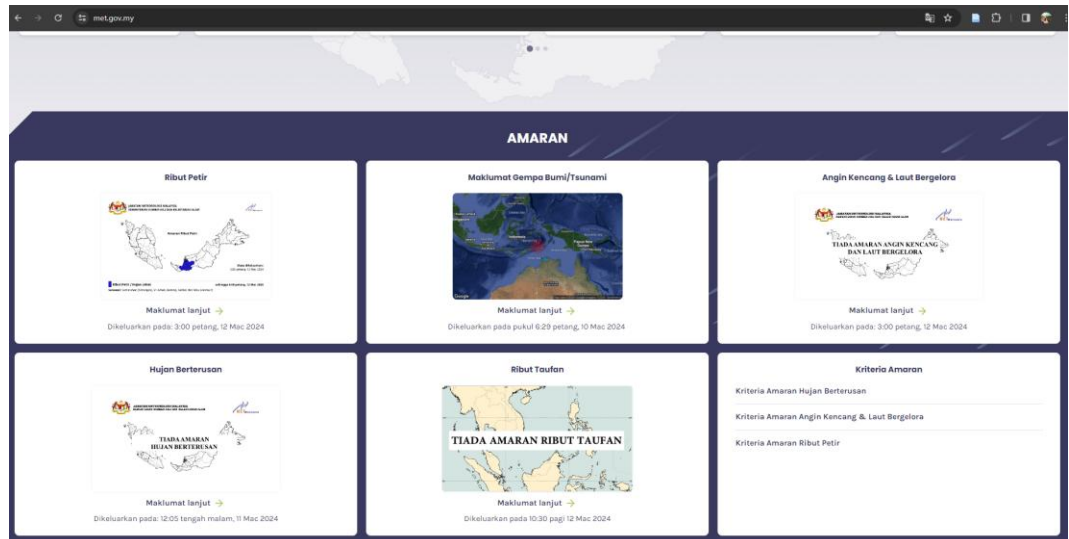 met.gov.my
AMARAN
Ribut Petir
Amaran Ribut Petir
Maklumat lanjut →
Dikeluarkan pada: 3:00 petang, 12 Mac 2024
Maklumat Gempa Bumi/Tsunami
Google
Maklumat lanjut →
Dikeluarkan pada pukul 6:29 petang, 10 Mac 2024
Angin Kencang & Laut Bergelora
TIADA AMARAN ANGIN KENCANG
DAN LAUT BERGELORA
Maklumat lanjut →
Dikeluarkan pada: 3:00 petang, 12 Mac 2024
Hujan Berterusan
TIADA AMARAN
HUJAN BERTERUSAN
Maklumat lanjut →
Dikeluarkan pada: 12:05 tengah malam, 11 Mac 2024
Ribut Taufan
TIADA AMARAN RIBUT TAUFAN
Maklumat lanjut →
Dikeluarkan pada 10:30 pagi 12 Mac 2024
Kriteria Amaran
Kriteria Amaran Hujan Berterusan
Kriteria Amaran Angin Kencang & Laut Bergelora
Kriteria Amaran Ribut Petir